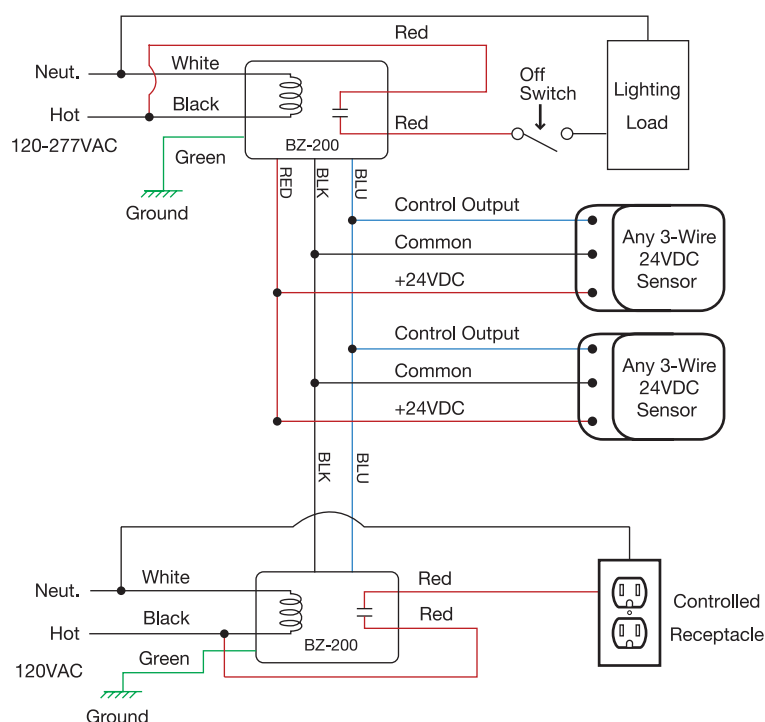 Red
Neut.
White
Hot
Black
120-277VAC
Green
Ground
BZ-200
Red
Off
Switch
Lighting
Load
RED
BLK
BLU
Control Output
Common
+24VDC
Any 3-Wire
24VDC
Sensor
Control Output
Common
+24VDC
Any 3-Wire
24VDC
Sensor
BLK
BLU
Neut.
White
Hot
Black
120VAC
Green
Ground
BZ-200
Red
Red
Controlled
Receptacle